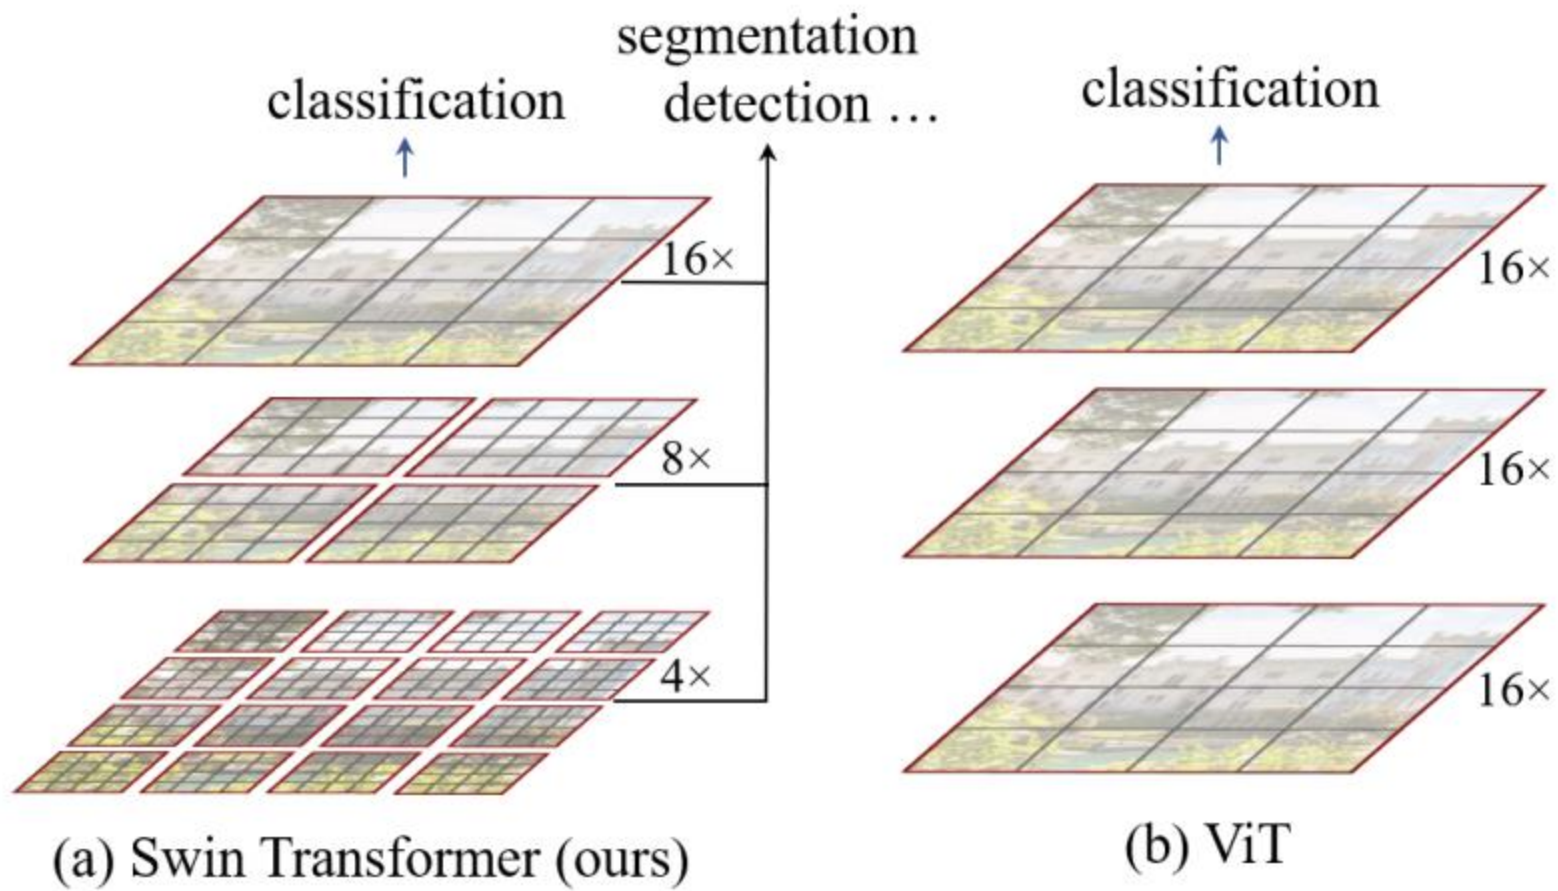 segmentation
detection …
classification
16×
8×
4×
(a) Swin Transformer (ours)
classification
16×
16×
16×
(b) ViT